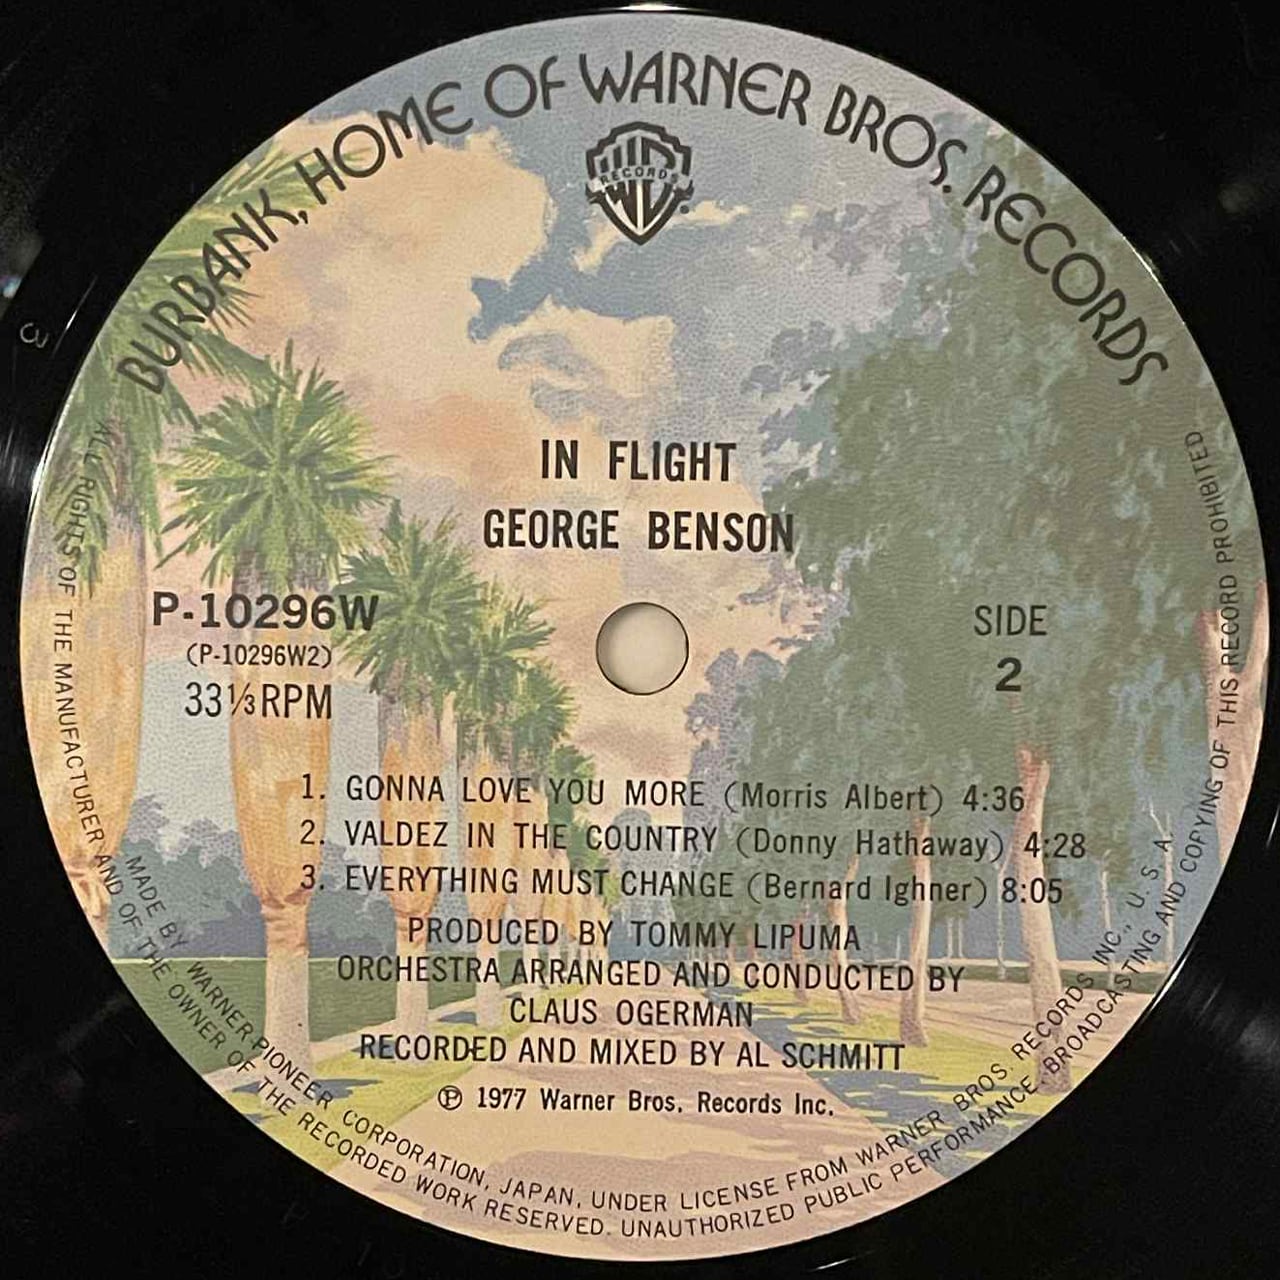 BURBANK, HOME OF WARNER BROS. RECORDS
RECORDS
IN FLIGHT
GEORGE BENSON
P-10296W
(P-10296W2)
33⅓RPM
SIDE
2
1. GONNA LOVE YOU MORE (Morris Albert) 4:36
2. VALDEZ IN THE COUNTRY (Donny Hathaway) 4:28
3. EVERYTHING MUST CHANGE (Bernard Ighner) 8:05
PRODUCED BY TOMMY LIPUMA
ORCHESTRA ARRANGED AND CONDUCTED BY
CLAUS OGERMAN
RECORDED AND MIXED BY AL SCHMITT
℗ 1977 Warner Bros. Records Inc.
MADE BY WARNER-PIONEER CORPORATION, JAPAN, UNDER LICENSE FROM WARNER BROS. RECORDS INC., U. S. A.
ALL RIGHTS OF THE MANUFACTURER AND OF THE OWNER OF THE RECORDED WORK RESERVED. UNAUTHORIZED PUBLIC PERFORMANCE. BROADCASTING AND COPYING OF THIS RECORD PROHIBITED
3